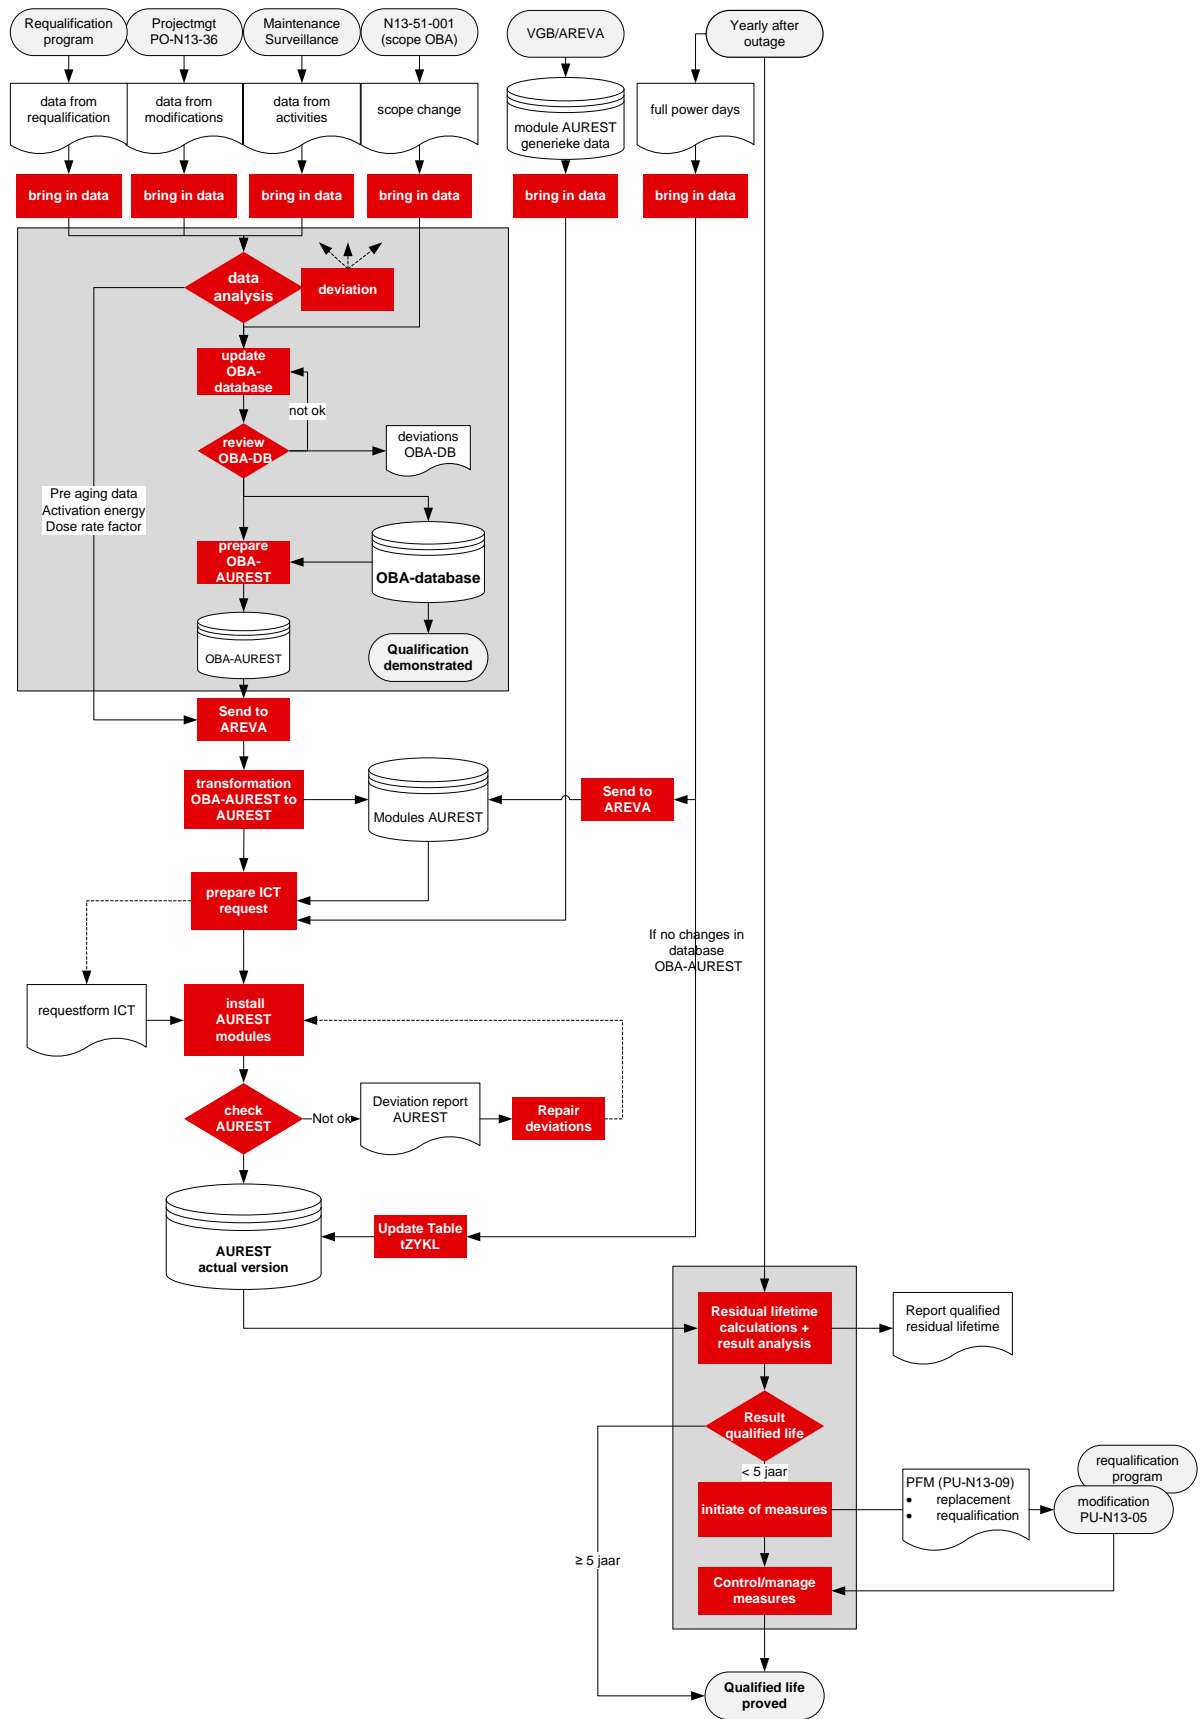 Requalification
program
Projectmgt
PO-N13-36
Maintenance
Surveillance
N13-51-001
(scope OBA)
VGB/AREVA
Yearly after
outage
data from
requalification
data from
modifications
data from
activities
scope change
module AUREST
generieke data
full power days
bring in data
bring in data
bring in data
bring in data
bring in data
bring in data
data
analysis
deviation
update
OBA-
database
not ok
review
OBA-DB
deviations
OBA-DB
Pre aging data
Activation energy
Dose rate factor
prepare
OBA-
AUREST
OBA-database
OBA-AUREST
Qualification
demonstrated
Send to
AREVA
transformation
OBA-AUREST to
AUREST
Modules AUREST
Send to
AREVA
prepare ICT
request
If no changes in
database
OBA-AUREST
requestform ICT
install
AUREST
modules
check
AUREST
Not ok
Deviation report
AUREST
Repair
deviations
AUREST
actual version
Update Table
tZYKL
Residual lifetime
calculations +
result analysis
Report qualified
residual lifetime
Result
qualified life
< 5 jaar
initiate of measures
PFM (PU-N13-09)
• replacement
• requalification
requalification
program
modification
PU-N13-05
≥ 5 jaar
Control/manage
measures
Qualified life
proved